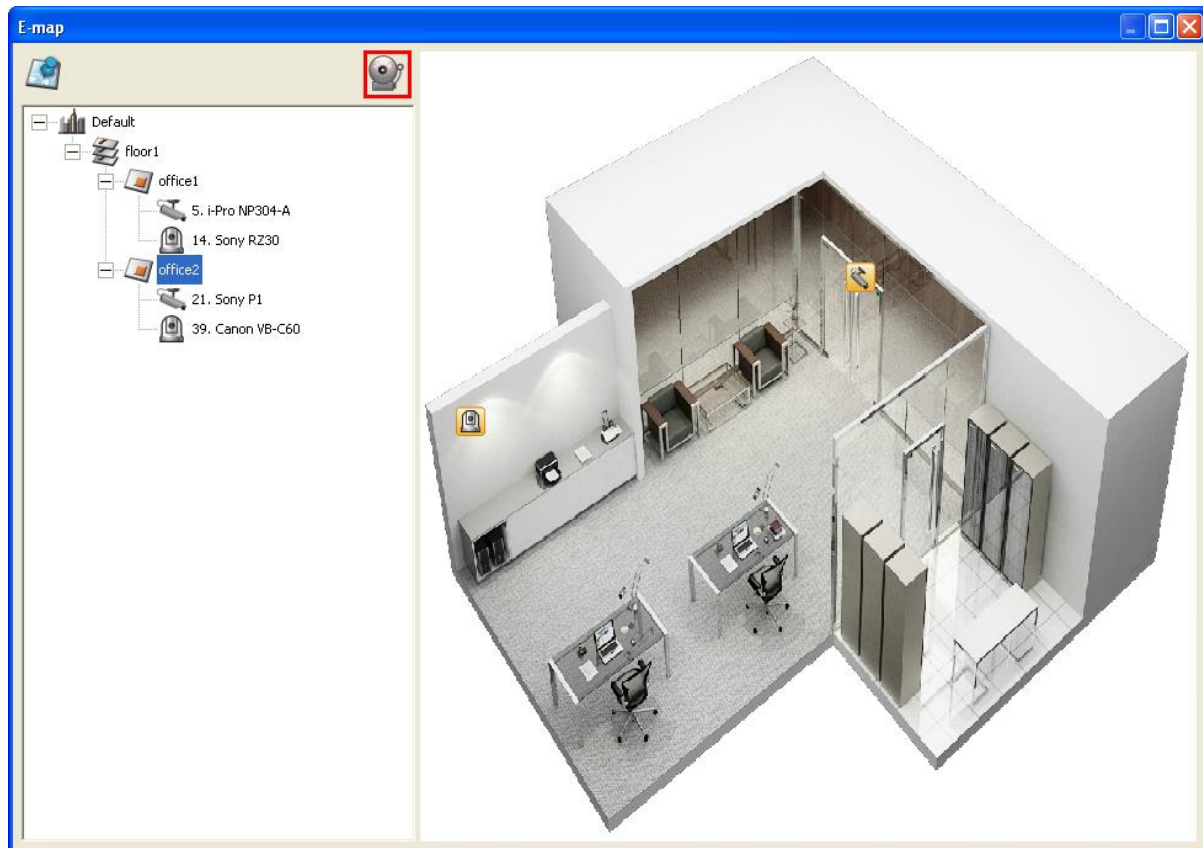 E-map
Default
floor1
office1
5. i-Pro NP304-A
14. Sony RZ30
office2
21. Sony P1
39. Canon VB-C60